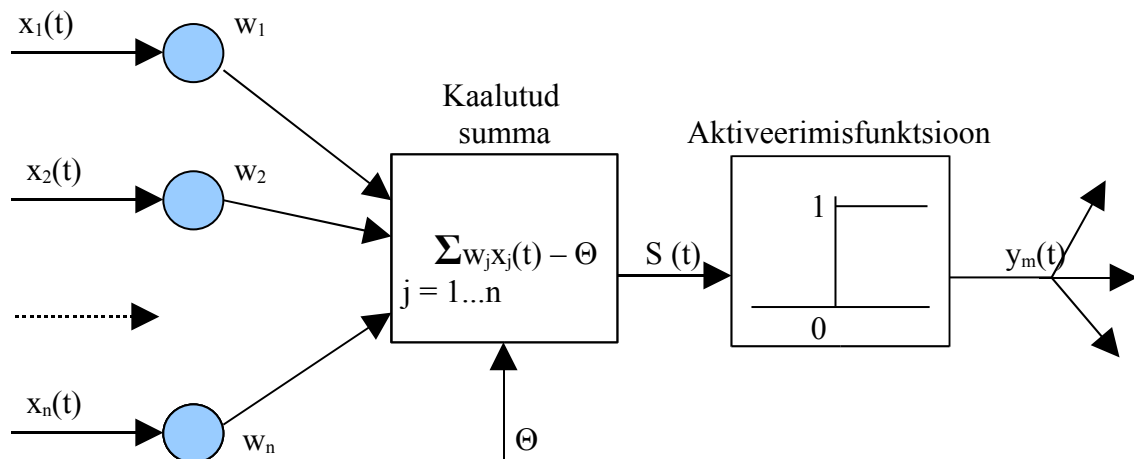 x₁(t)
w₁
Kaalutud
summa
Aktiveerimisfunktsioon
x₂(t)
w₂
1
Σwⱼxⱼ(t) – Θ
j = 1...n
S (t)
yₘ(t)
0
xₙ(t)
wₙ
Θ